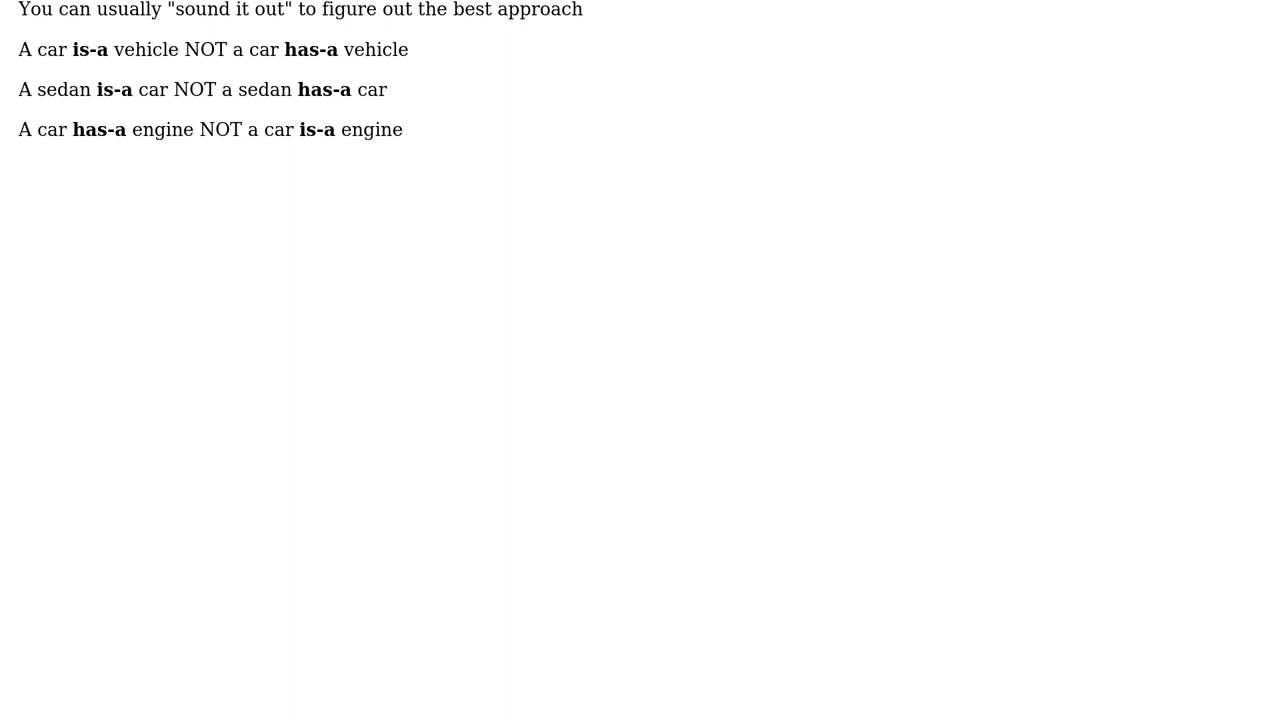 You can usually "sound it out" to figure out the best approach
A car is-a vehicle NOT a car has-a vehicle
A sedan is-a car NOT a sedan has-a car
A car has-a engine NOT a car is-a engine